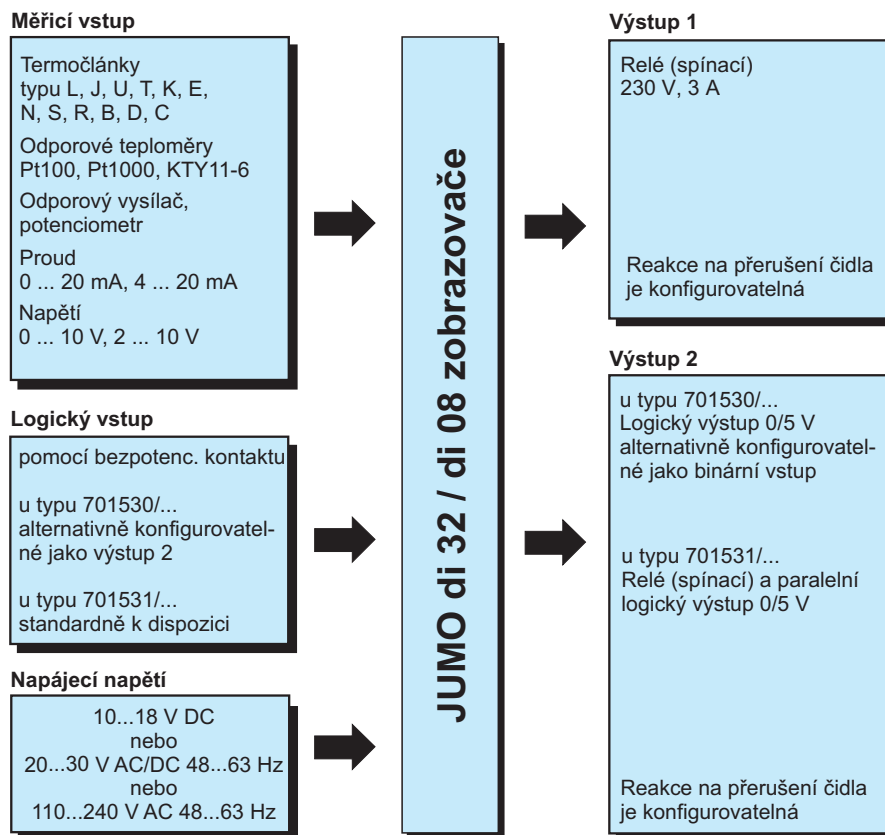 Měřicí vstup
Termočlánky
typu L, J, U, T, K, E,
N, S, R, B, D, C
Odporové teploměry
Pt100, Pt1000, KTY11-6
Odporový vysílač,
potenciometr
Proud
0 ... 20 mA, 4 ... 20 mA
Napětí
0 ... 10 V, 2 ... 10 V
Logický vstup
pomocí bezpotenc. kontaktu
u typu 701530/...
alternativně konfigurovatel-
né jako výstup 2
u typu 701531/...
standardně k dispozici
Napájecí napětí
10...18 V DC
nebo
20...30 V AC/DC 48...63 Hz
nebo
110...240 V AC 48...63 Hz
JUMO di 32 / di 08 zobrazovače
Výstup 1
Relé (spínací)
230 V, 3 A
Reakce na přerušení čidla
je konfigurovatelná
Výstup 2
u typu 701530/...
Logický výstup 0/5 V
alternativně konfigurovatel-
né jako binární vstup
u typu 701531/...
Relé (spínací) a paralelní
logický výstup 0/5 V
Reakce na přerušení čidla
je konfigurovatelná